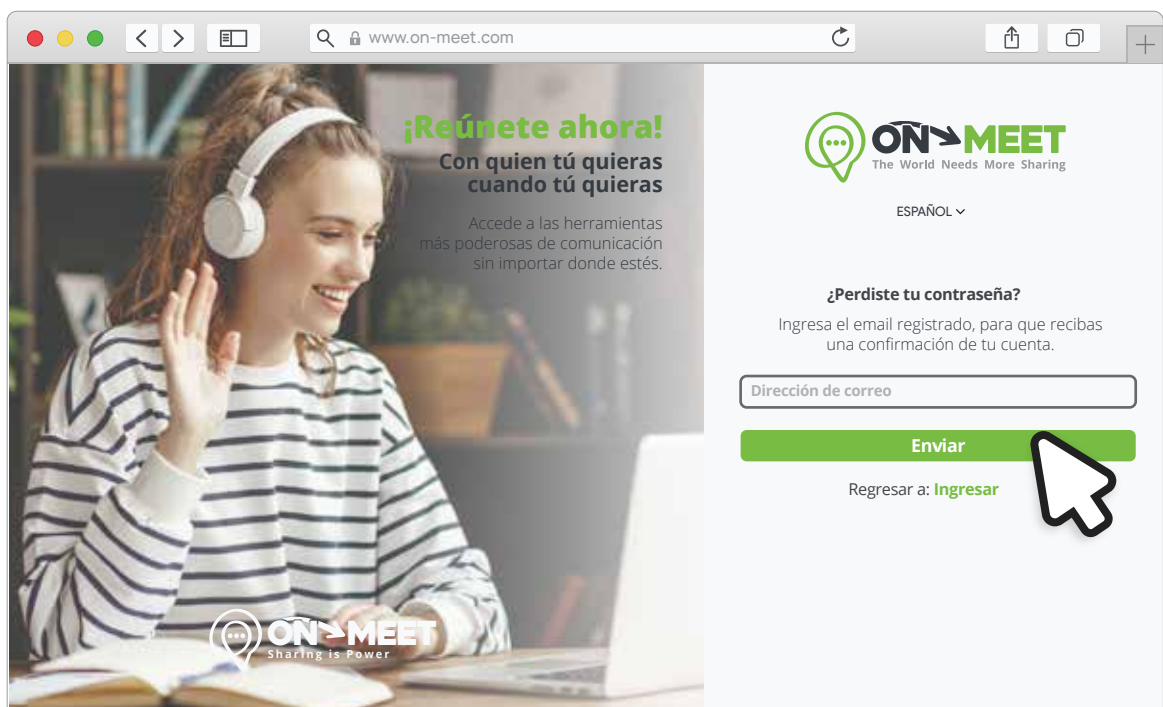 www.on-meet.com
¡Reúnete ahora!
Con quien tú quieras
cuando tú quieras
Accede a las herramientas
más poderosas de comunicación
sin importar donde estés.
ON MEET
Sharing is Power
ON MEET
The World Needs More Sharing
ESPAÑOL
¿Perdiste tu contraseña?
Ingresa el email registrado, para que recibas
una confirmación de tu cuenta.
Dirección de correo
Enviar
Regresar a: Ingresar